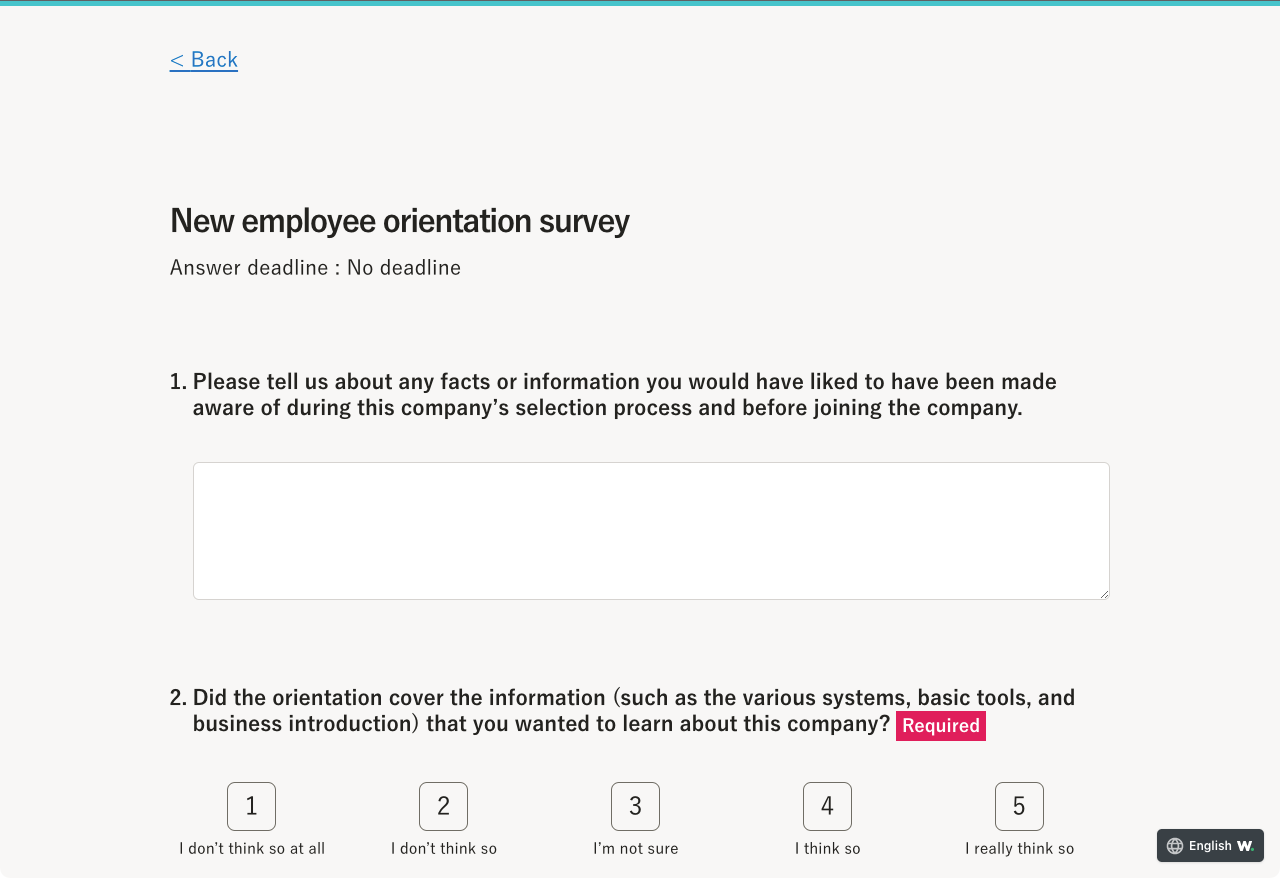 < Back
New employee orientation survey
Answer deadline : No deadline
1. Please tell us about any facts or information you would have liked to have been made
aware of during this company’s selection process and before joining the company.
2. Did the orientation cover the information (such as the various systems, basic tools, and
business introduction) that you wanted to learn about this company? Required
1 2 3 4 5
I don’t think so at all I don’t think so I’m not sure I think so I really think so
English W.